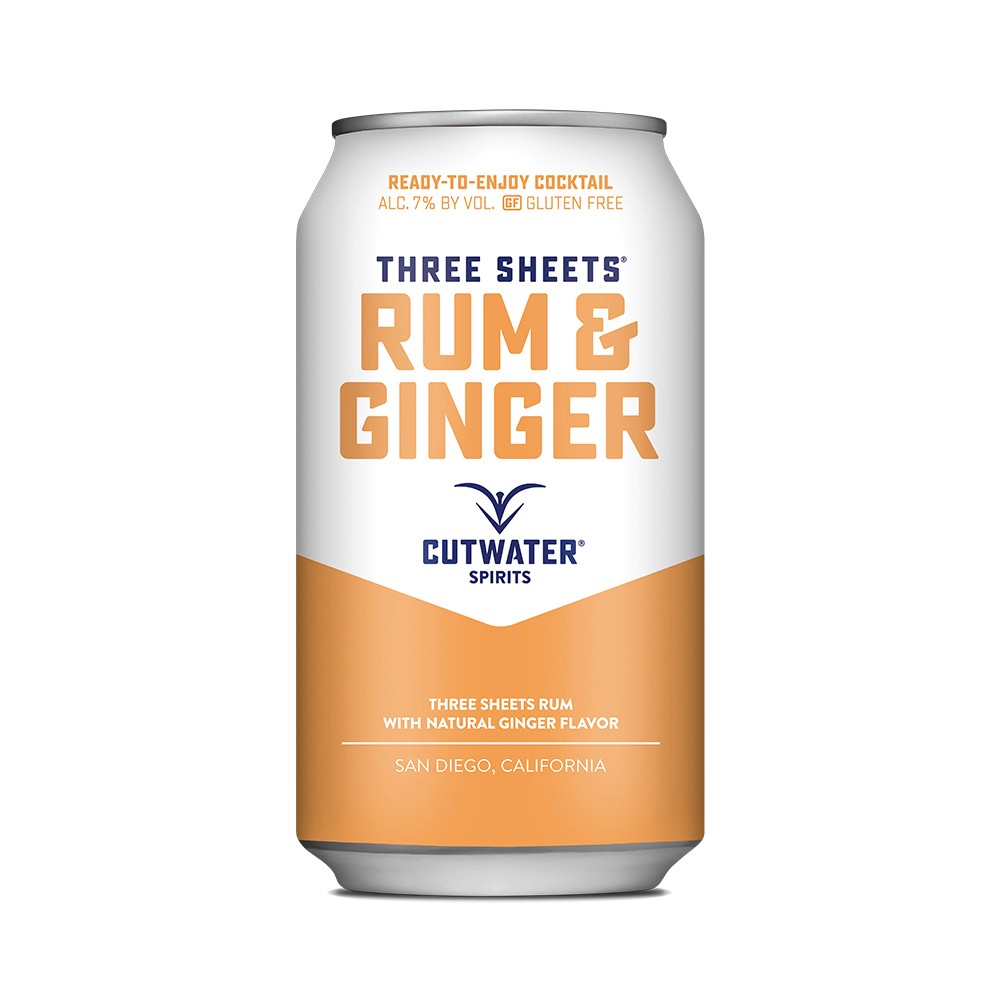 READY-TO-ENJOY COCKTAIL
ALC. 7% BY VOL. GF GLUTEN FREE
THREE SHEETS®
RUM &
GINGER
CUTWATER®
SPIRITS
THREE SHEETS RUM
WITH NATURAL GINGER FLAVOR
SAN DIEGO, CALIFORNIA